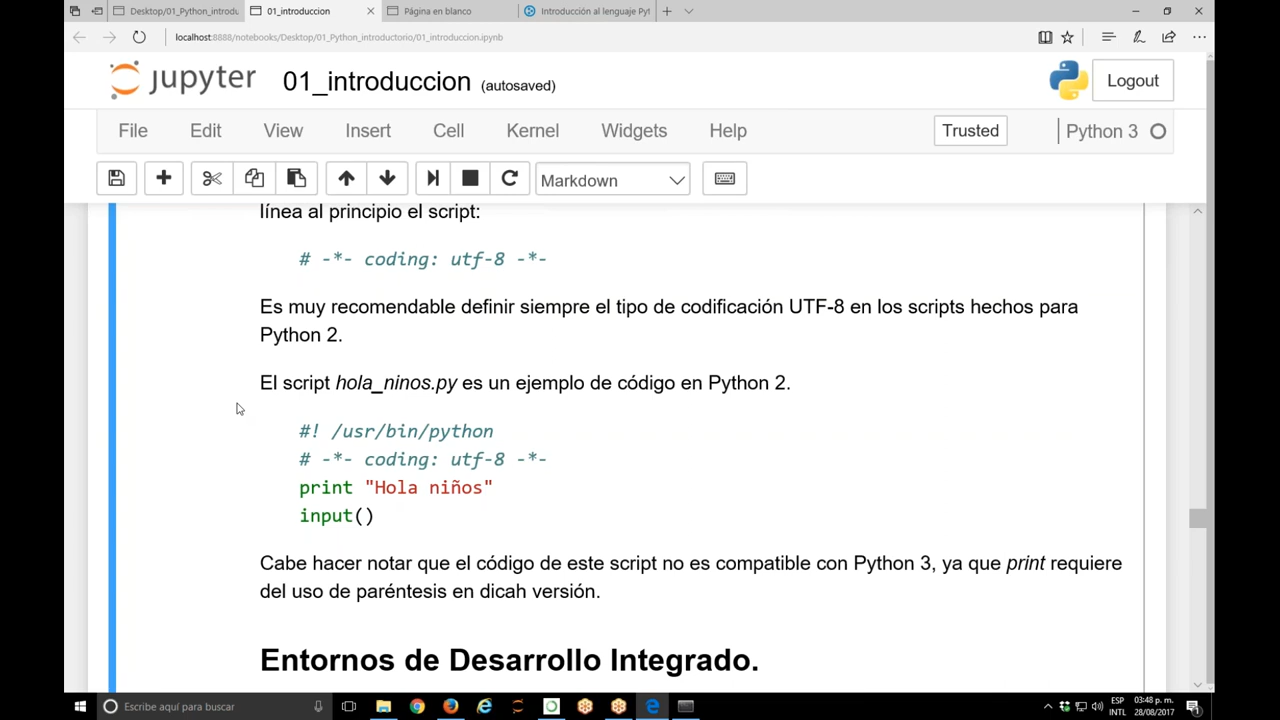 Desktop/01_Python_introdu
01_introduccion
Página en blanco
Introducción al lenguaje Pyt
localhost:8888/notebooks/Desktop/01_Python_introductorio/01_introduccion.ipynb
jupyter 01_introduccion (autosaved)
Logout
File Edit View Insert Cell Kernel Widgets Help
Trusted
Python 3
Markdown
línea al principio el script:
# -*- coding: utf-8 -*-
Es muy recomendable definir siempre el tipo de codificación UTF-8 en los scripts hechos para
Python 2.
El script hola_ninos.py es un ejemplo de código en Python 2.
#! /usr/bin/python
# -*- coding: utf-8 -*-
print "Hola niños"
input()
Cabe hacer notar que el código de este script no es compatible con Python 3, ya que print requiere
del uso de paréntesis en dicah versión.
Entornos de Desarrollo Integrado.
Escribe aquí para buscar
ESP
INTL
03:48 p. m.
28/08/2017